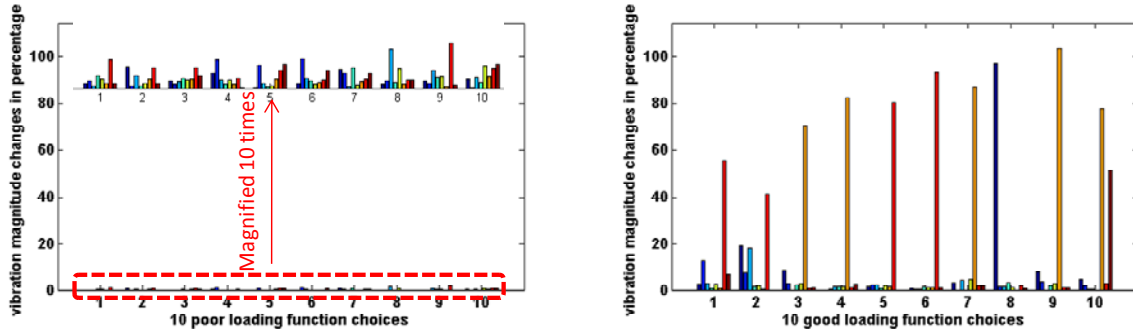 vibration magnitude changes in percentage
100
80
60
40
20
0
1 2 3 4 5 6 7 8 9 10
Magnified 10 times
1 2 3 4 5 6 7 8 9 10
10 poor loading function choices
vibration magnitude changes in percentage
100
80
60
40
20
0
1 2 3 4 5 6 7 8 9 10
10 good loading function choices